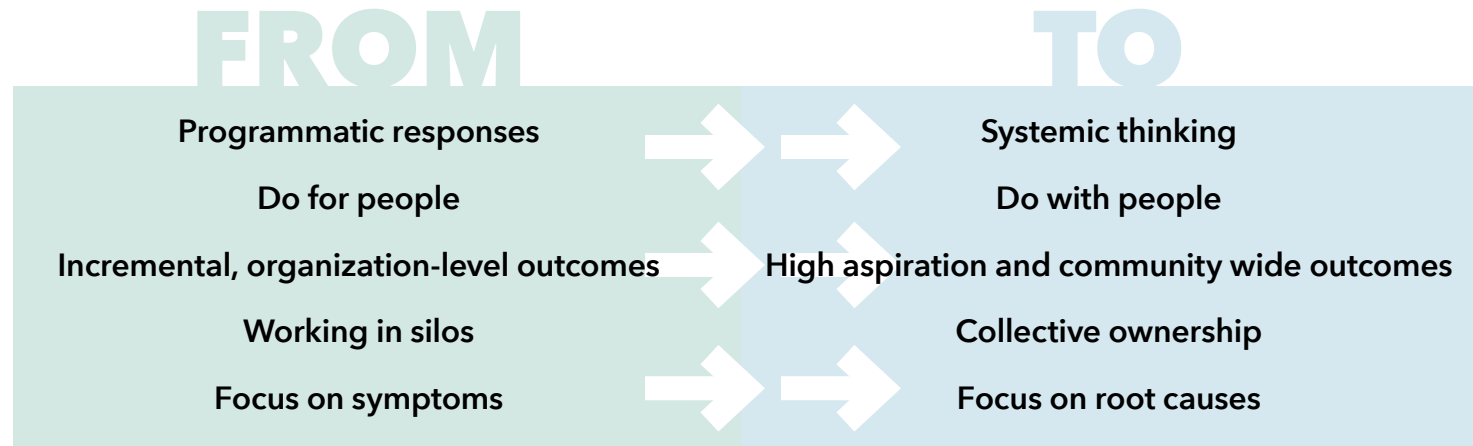 FROM TO
Programmatic responses Systemic thinking
Do for people Do with people
Incremental, organization-level outcomes High aspiration and community wide outcomes
Working in silos Collective ownership
Focus on symptoms Focus on root causes